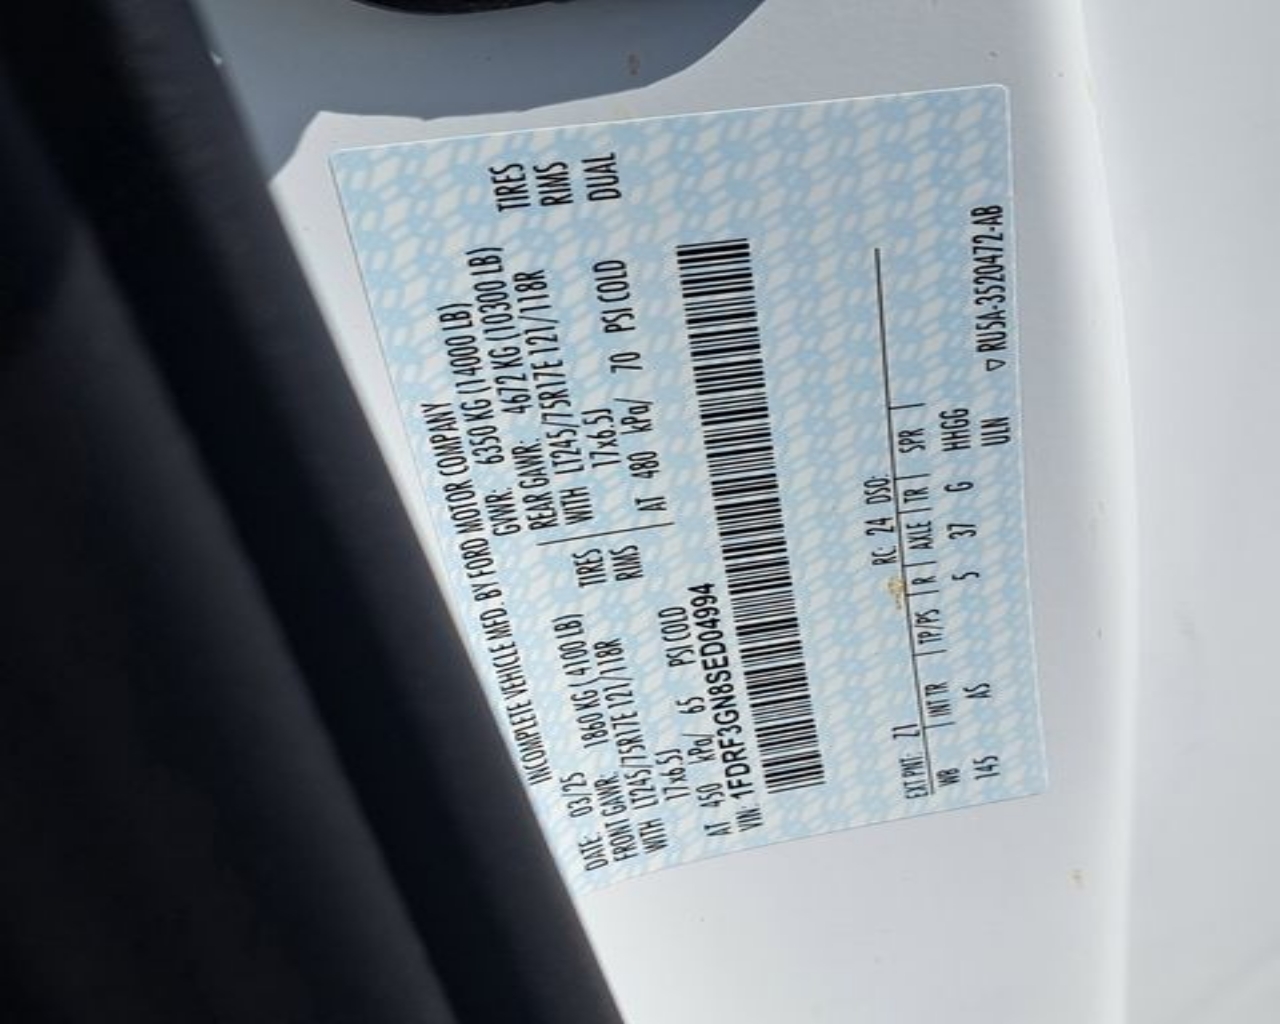 INCOMPLETE VEHICLE MFD. BY FORD MOTOR COMPANY
DATE: 03/25 GVWR: 6350 KG (14000 LB)
FRONT GAWR: 1860 KG ( 4100 LB) REAR GAWR: 4672 KG (10300 LB)
WITH LT245/75R17E 121/118R TIRES WITH LT245/75R17E 121/118R TIRES
17x6.5J RIMS 17x6.5J RIMS
AT 450 kPa/ 65 PSI COLD AT 480 kPa/ 70 PSI COLD DUAL
VIN: 1FDRF3GN8SED04994
EXT PNT: Z1 RC: 24 DSO:
WB INT TR TP/PS R AXLE TR SPR
145 AS 5 37 G HHGG
ULN
▽ RU5A-3520472-AB